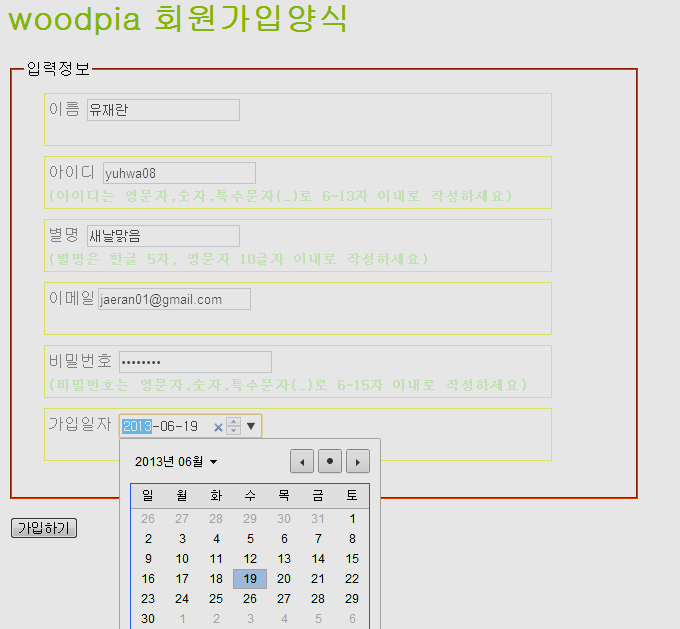 woodpia 회원가입양식
입력정보
이름 유재란
아이디 yuhwa08
(아이디는 영문자,숫자,특수문자(_)로 6-13자 이내로 작성하세요)
별명 새날맑음
(별명은 한글 5자, 영문자 10글자 이내로 작성하세요)
이메일 jaeran01@gmail.com
비밀번호 ••••••••
(비밀번호는 영문자,숫자,특수문자(_)로 6-15자 이내로 작성하세요)
가입일자 2013-06-19
2013년 06월
일 월 화 수 목 금 토
26 27 28 29 30 31 1
2 3 4 5 6 7 8
9 10 11 12 13 14 15
16 17 18 19 20 21 22
23 24 25 26 27 28 29
30 1 2 3 4 5 6
가입하기